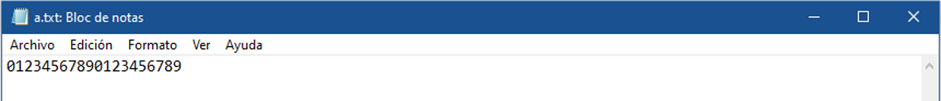 a.txt: Bloc de notas
Archivo Edición Formato Ver Ayuda
01234567890123456789